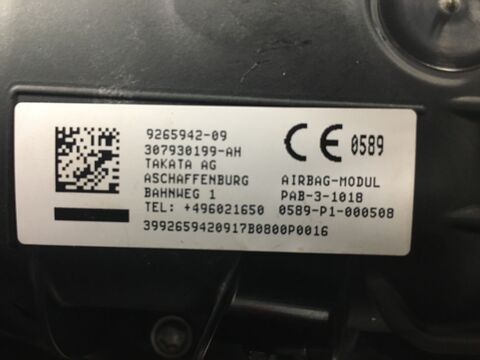 9265942-09
307930199-AH
TAKATA AG
ASCHAFFENBURG
BAHNWEG 1
TEL: +496021650
CE 0589
AIRBAG-MODUL
PAB-3-1018
0589-P1-000508
3992659420917B0800P0016